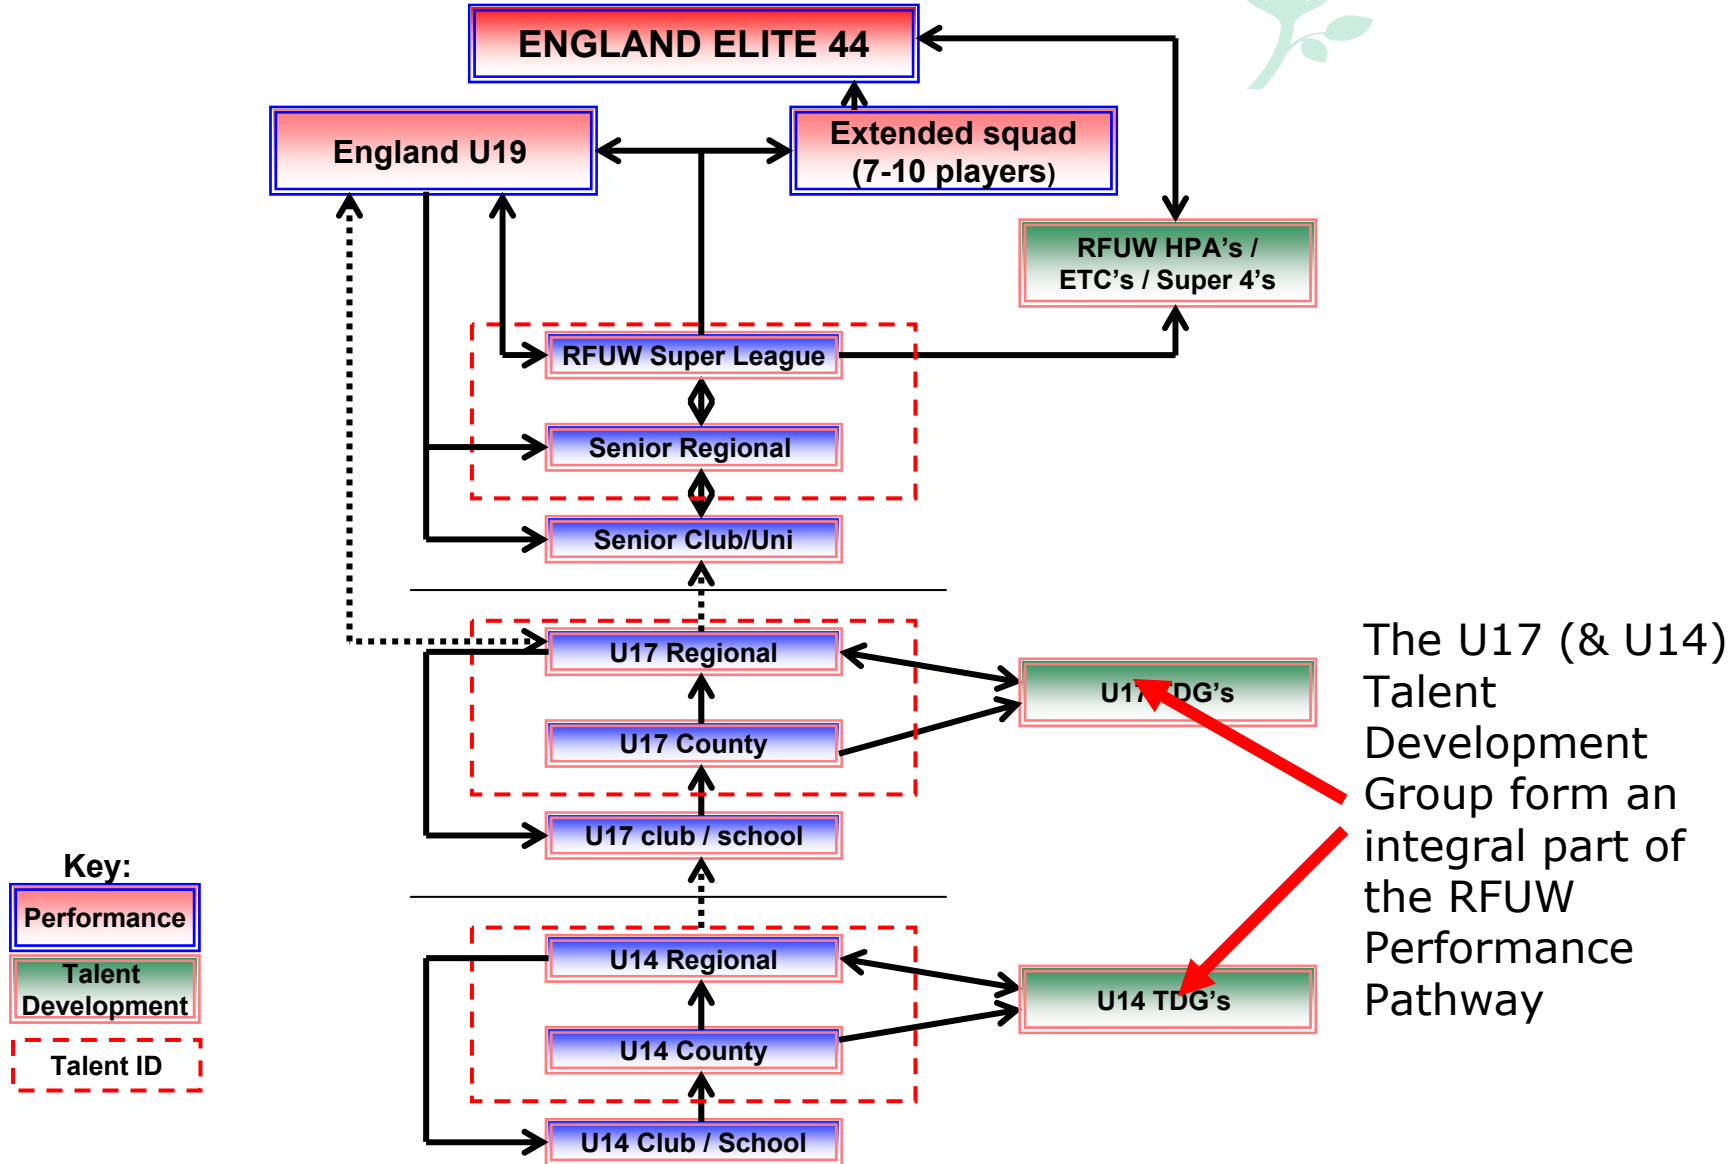 ENGLAND ELITE 44
England U19
Extended squad
(7-10 players)
RFUW HPA’s /
ETC’s / Super 4’s
RFUW Super League
Senior Regional
Senior Club/Uni
U17 Regional
U17 TDG’s
U17 County
U17 club / school
The U17 (& U14)
Talent
Development
Group form an
integral part of
the RFUW
Performance
Pathway
Key:
Performance
Talent
Development
Talent ID
U14 Regional
U14 TDG’s
U14 County
U14 Club / School